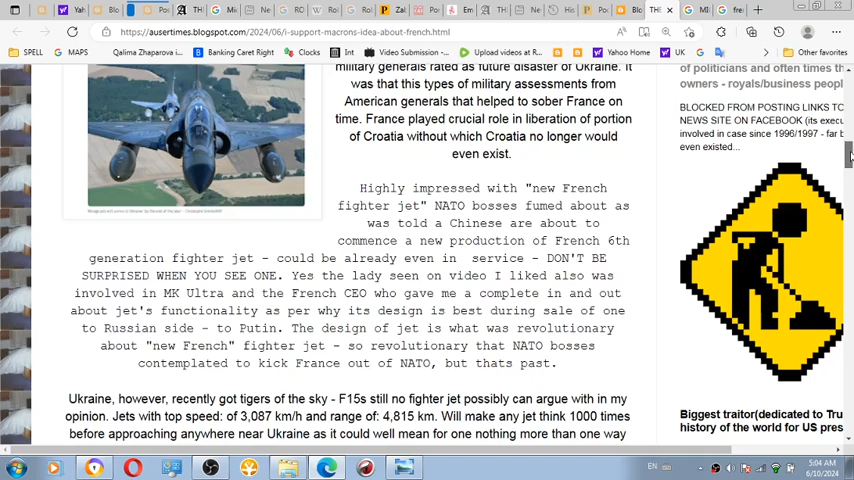 https://ausertimes.blogspot.com/2024/06/i-support-macrons-idea-about-french.html
SPELL
GMAPS
Qalima Zhaparova i...
Banking Caret Right
Clocks
Int
Video Submission -...
Upload videos at R...
Yahoo Home
UK
Other favorites
military generals rated as future disaster of Ukraine. It
was that this types of military assessments from
American generals that helped to sober France on
time. France played crucial role in liberation of portion
of Croatia without which Croatia no longer would
even exist.
Highly impressed with "new French
fighter jet" NATO bosses fumed about as
was told a Chinese are about to
commence a new production of French 6th
generation fighter jet - could be already even in service - DON'T BE
SURPRISED WHEN YOU SEE ONE. Yes the lady seen on video I liked also was
involved in MK Ultra and the French CEO who gave me a complete in and out
about jet's functionality as per why its design is best during sale of one
to Russian side - to Putin. The design of jet is what was revolutionary
about "new French" fighter jet - so revolutionary that NATO bosses
contemplated to kick France out of NATO, but thats past.
Ukraine, however, recently got tigers of the sky - F15s still no fighter jet possibly can argue with in my
opinion. Jets with top speed: of 3,087 km/h and range of: 4,815 km. Will make any jet think 1000 times
before approaching anywhere near Ukraine as it could well mean for one nothing more than one way
of politicians and often times th
owners - royals/business peopl
BLOCKED FROM POSTING LINKS TO
NEWS SITE ON FACEBOOK (its execu
involved in case since 1996/1997 - far b
even existed...
Biggest traitor(dedicated to Tru
history of the world for US pres
EN
5:04 AM
6/10/2024